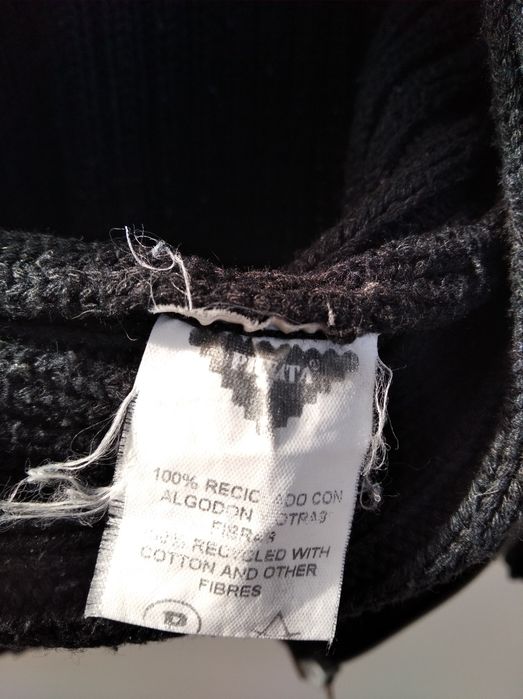 100% RECIC ADO CON
ALGODON OTRAS
FIBRAS
RECYCLED WITH
COTTON AND OTHER
FIBRES
P